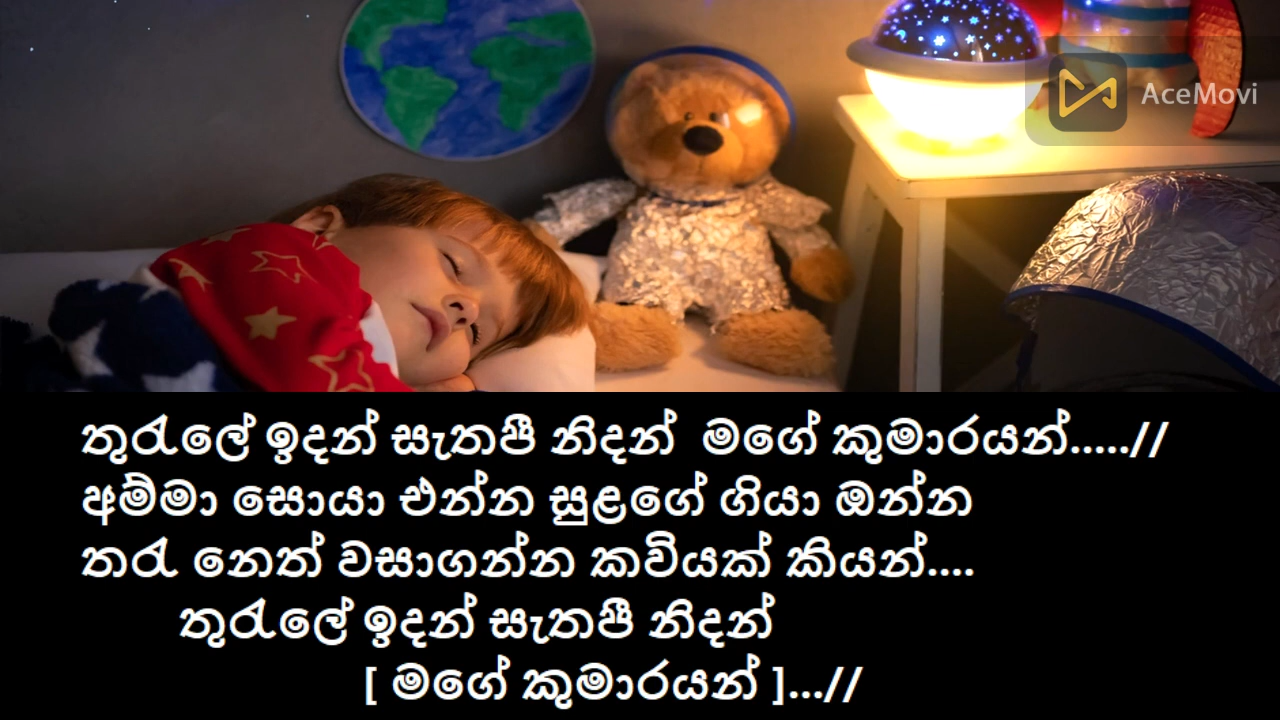 AceMovi
තුරැලේ ඉදන් සැතපී නිදන් මගේ කුමාරයන්.....//
අම්මා සොයා එන්න සුළගේ ගියා ඔන්න
තරැ නෙත් වසාගන්න කවියක් කියන්....
තුරැලේ ඉදන් සැතපී නිදන්
[ මගේ කුමාරයන් ]...//